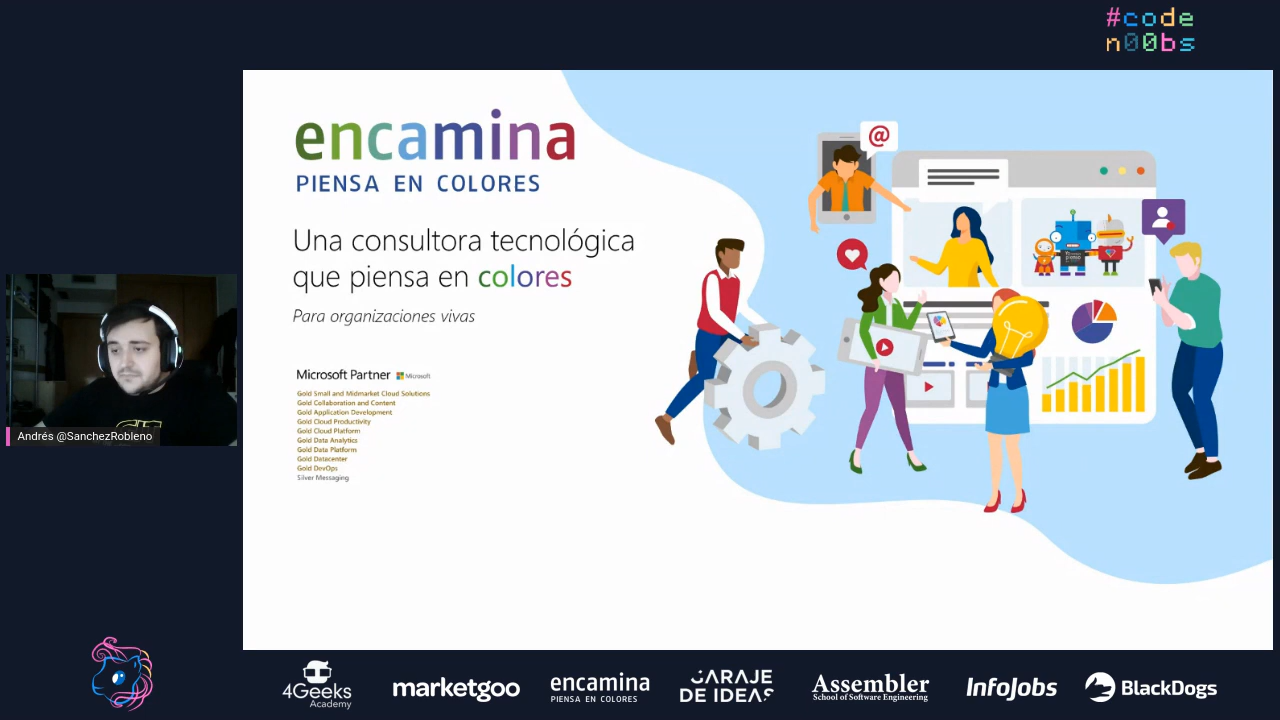 #code
n00bs
encamina
PIENSA EN COLORES
Una consultora tecnológica
que piensa en colores
Para organizaciones vivas
@
Microsoft Partner Microsoft
Gold Small and Midmarket Cloud Solutions
Gold Collaboration and Content
Gold Application Development
Gold Cloud Productivity
Gold Cloud Platform
Gold Data Analytics
Gold Data Platform
Gold Datacenter
Gold DevOps
Silver Messaging
Andrés @SanchezRobleno
4Geeks
Academy
marketgoo
encamina
PIENSA EN COLORES
GARAJE
DE IDEAS
Assembler
School of Software Engineering
InfoJobs
BlackDogs